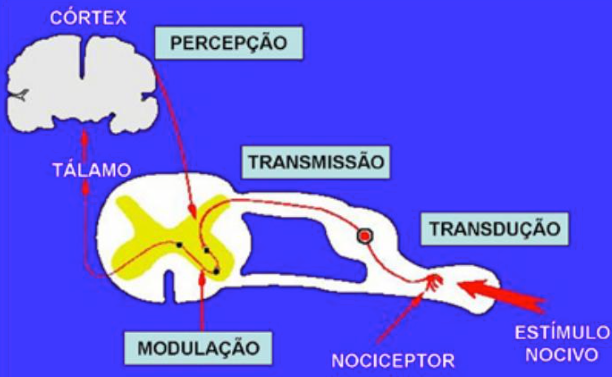 CÓRTEX
PERCEPÇÃO
TÁLAMO
TRANSMISSÃO
TRANSDUÇÃO
MODULAÇÃO
NOCICEPTOR
ESTÍMULO
NOCIVO